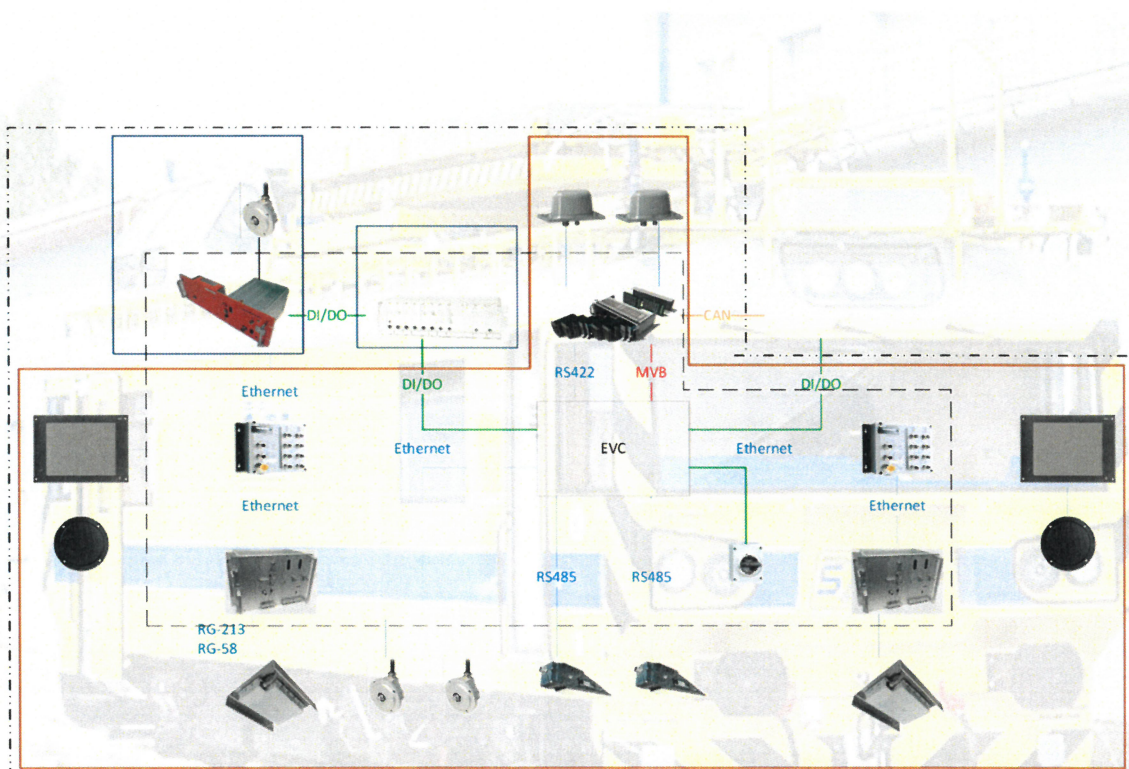 DI/DO
CAN
Ethernet
DI/DO
RS422
MVB
DI/DO
Ethernet
EVC
Ethernet
Ethernet
Ethernet
RS485
RS485
RG-213
RG-58